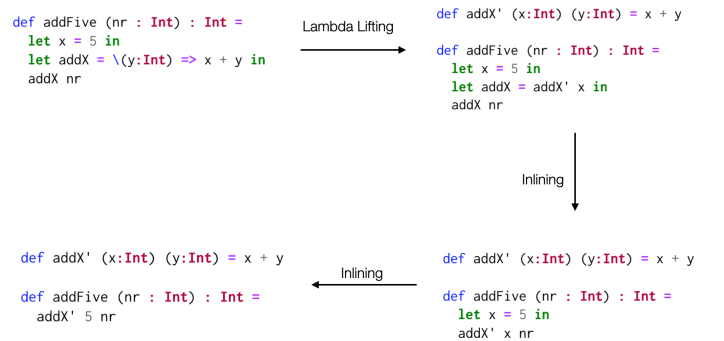 def addFive (nr : Int) : Int =
let x = 5 in
let addX = \(y:Int) => x + y in
addX nr
Lambda Lifting
def addX' (x:Int) (y:Int) = x + y
def addFive (nr : Int) : Int =
let x = 5 in
let addX = addX' x in
addX nr
Inlining
def addX' (x:Int) (y:Int) = x + y
def addFive (nr : Int) : Int =
let x = 5 in
addX' x nr
Inlining
def addX' (x:Int) (y:Int) = x + y
def addFive (nr : Int) : Int =
addX' 5 nr